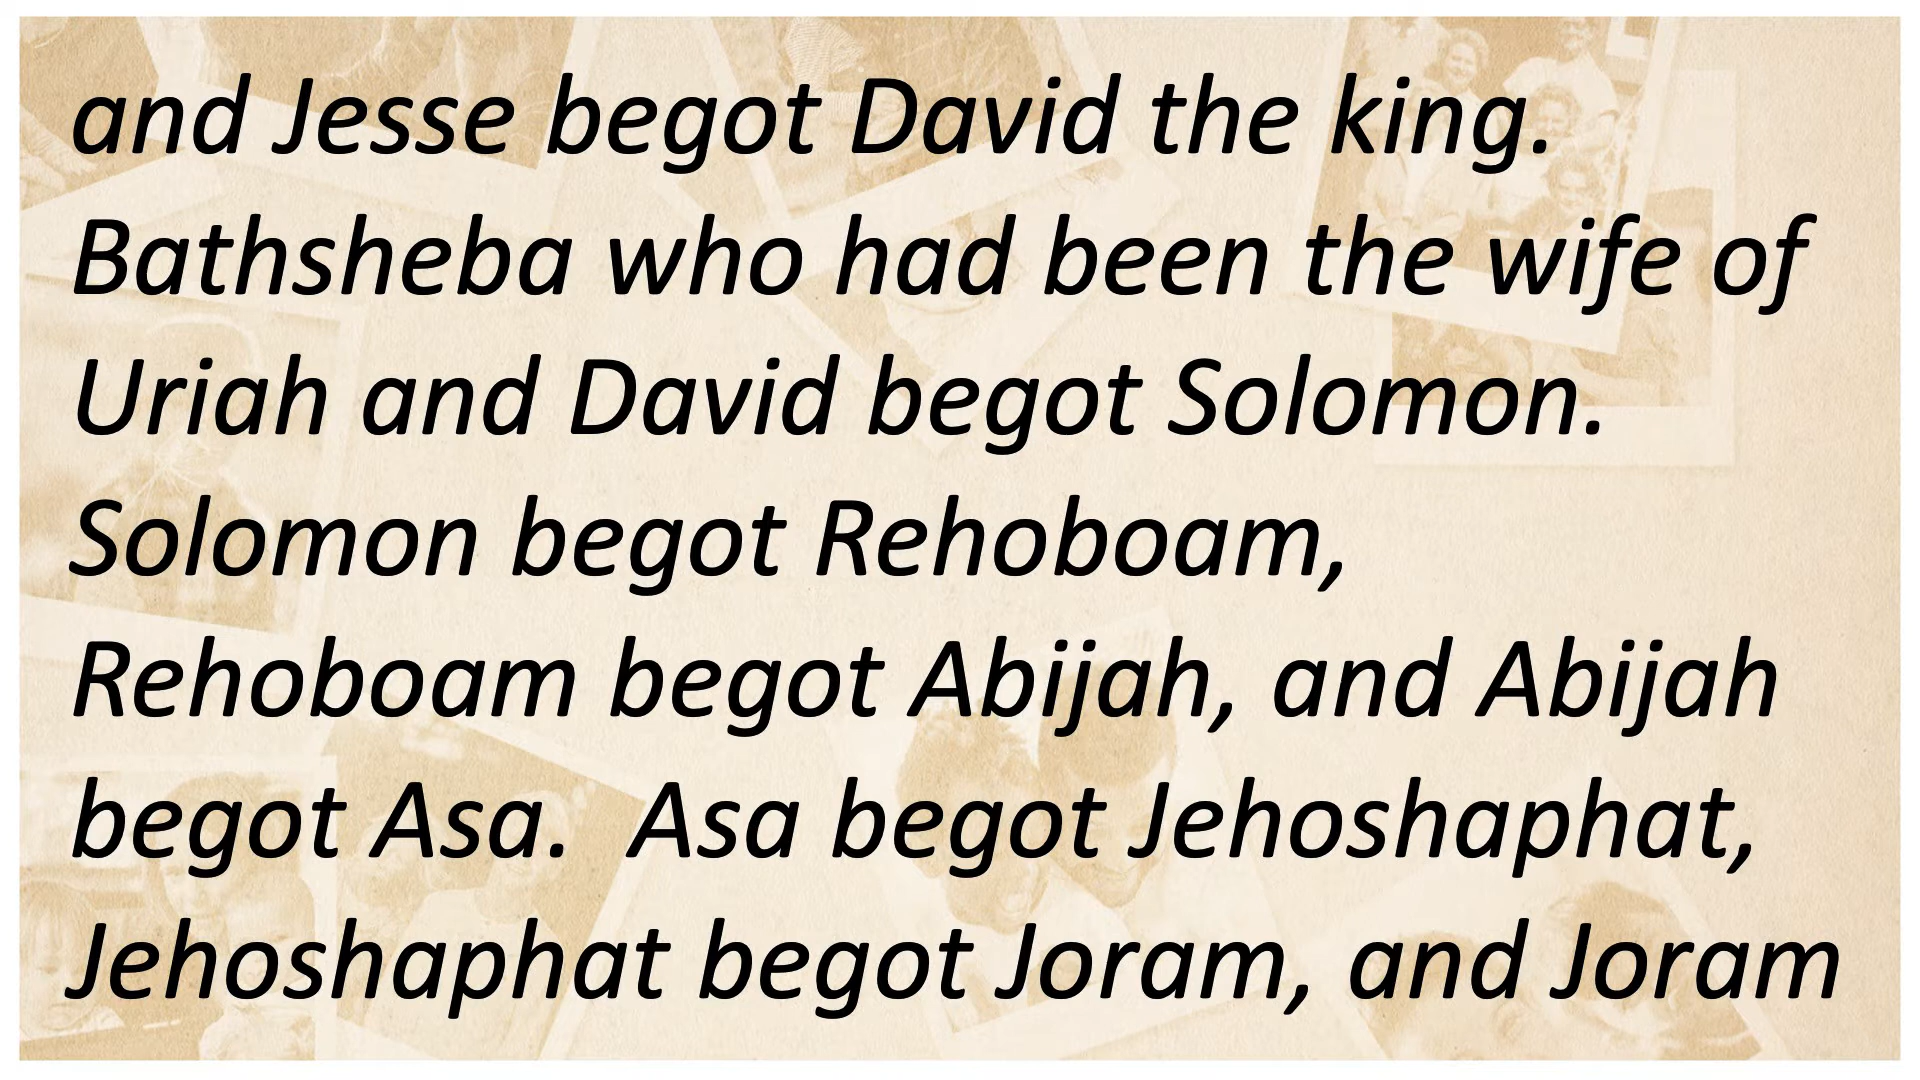 and Jesse begot David the king.
Bathsheba who had been the wife of
Uriah and David begot Solomon.
Solomon begot Rehoboam,
Rehoboam begot Abijah, and Abijah
begot Asa.  Asa begot Jehoshaphat,
Jehoshaphat begot Joram, and Joram